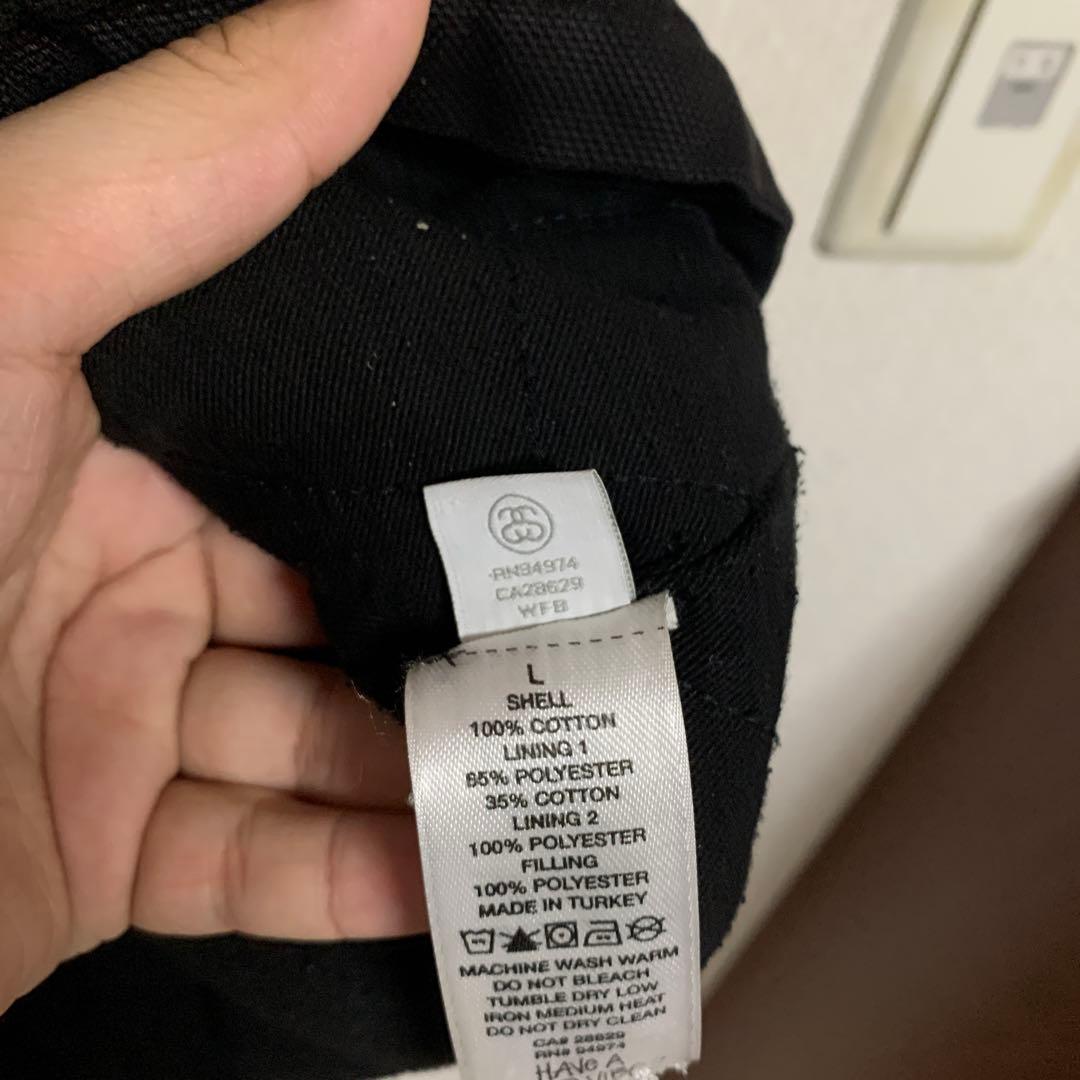 RN94974
CA28629
WFB
L
SHELL
100% COTTON
LINING 1
65% POLYESTER
35% COTTON
LINING 2
100% POLYESTER
FILLING
100% POLYESTER
MADE IN TURKEY
MACHINE WASH WARM
DO NOT BLEACH
TUMBLE DRY LOW
IRON MEDIUM HEAT
DO NOT DRY CLEAN
CA# 28629
RN# 94974
HAVE A